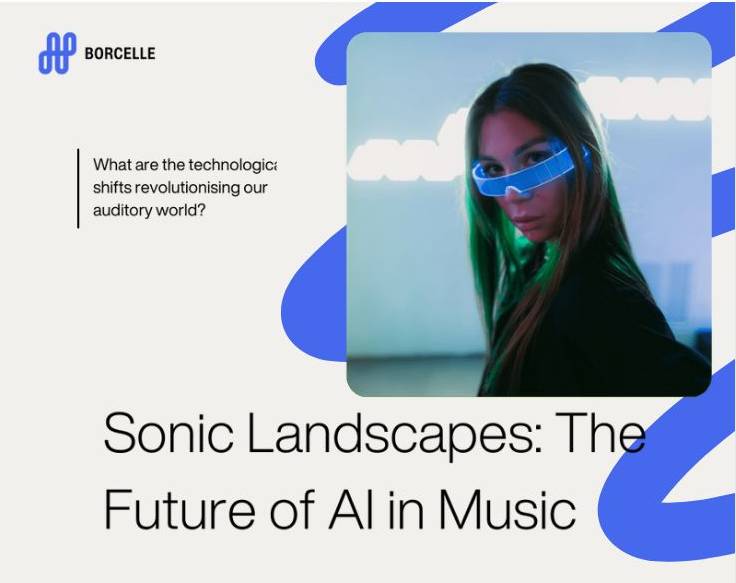 BORCELLE
What are the technologica
shifts revolutionising our
auditory world?
Sonic Landscapes: The
Future of AI in Music